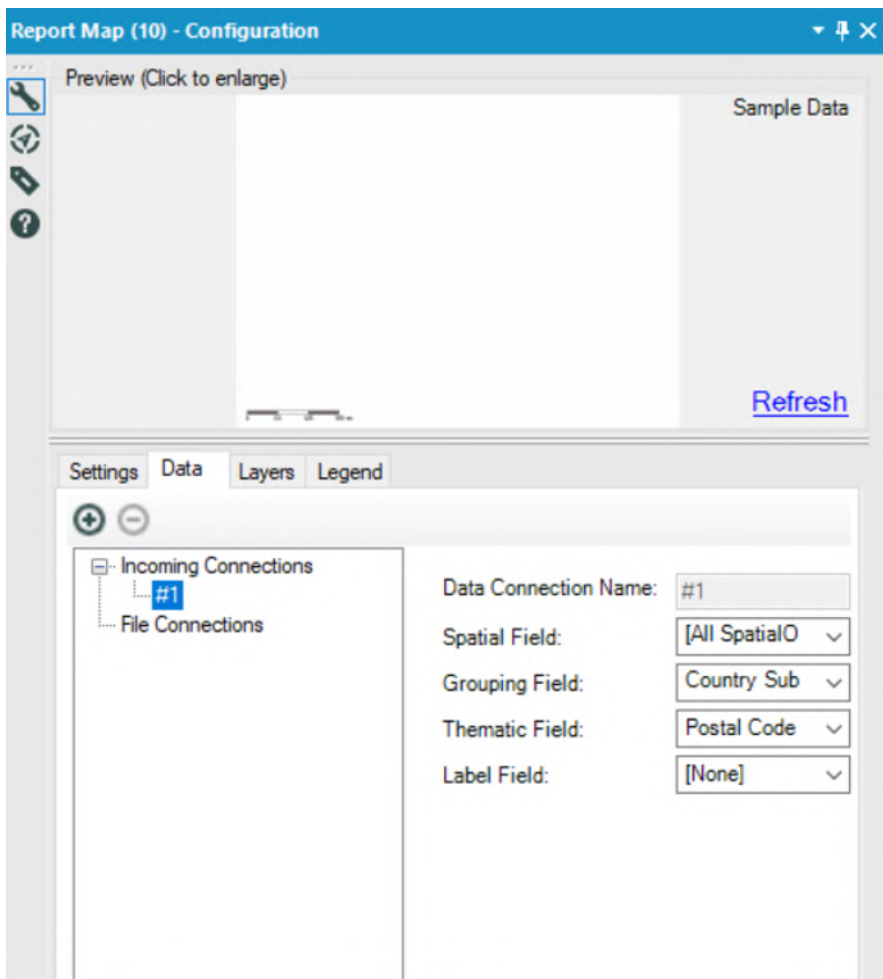 Report Map (10) - Configuration
Preview (Click to enlarge)
Sample Data
Refresh
Settings Data Layers Legend
Incoming Connections
#1
File Connections
Data Connection Name: #1
Spatial Field: [All SpatialO
Grouping Field: Country Sub
Thematic Field: Postal Code
Label Field: [None]